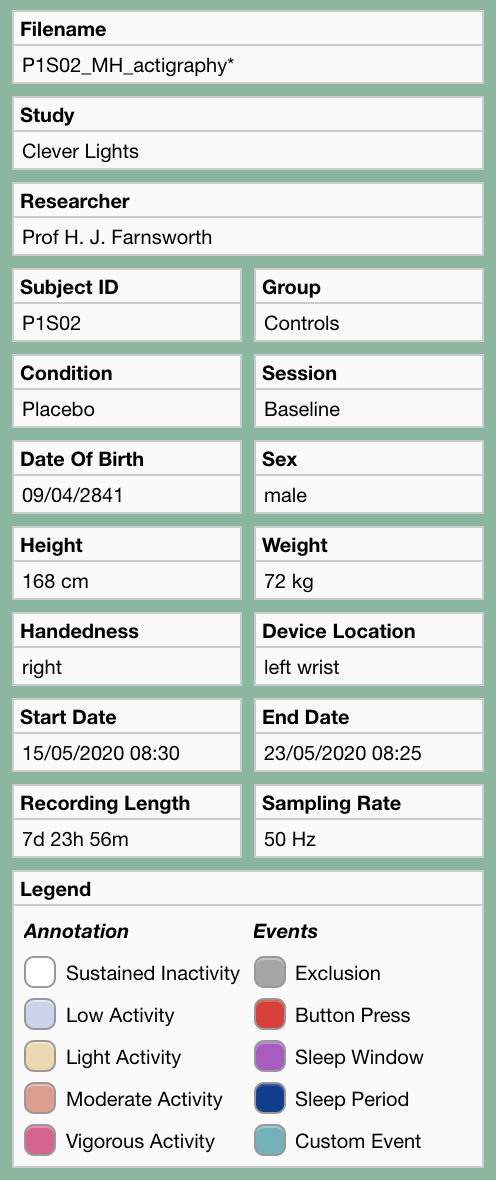 Filename
P1S02_MH_actigraphy*
Study
Clever Lights
Researcher
Prof H. J. Farnsworth
Subject ID
P1S02
Group
Controls
Condition
Placebo
Session
Baseline
Date Of Birth
09/04/2841
Sex
male
Height
168 cm
Weight
72 kg
Handedness
right
Device Location
left wrist
Start Date
15/05/2020 08:30
End Date
23/05/2020 08:25
Recording Length
7d 23h 56m
Sampling Rate
50 Hz
Legend
Annotation
Sustained Inactivity
Low Activity
Light Activity
Moderate Activity
Vigorous Activity
Events
Exclusion
Button Press
Sleep Window
Sleep Period
Custom Event